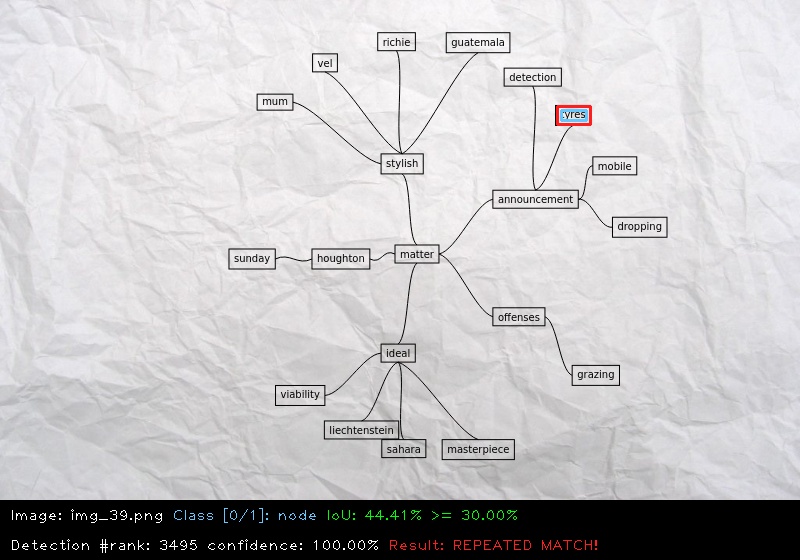 richie
guatemala
vel
detection
mum
tyres
stylish
mobile
announcement
dropping
matter
sunday
houghton
offenses
ideal
grazing
viability
liechtenstein
sahara
masterpiece
Image: img_39.png Class [0/1]: node IoU: 44.41% >= 30.00%
Detection #rank: 3495 confidence: 100.00% Result: REPEATED MATCH!